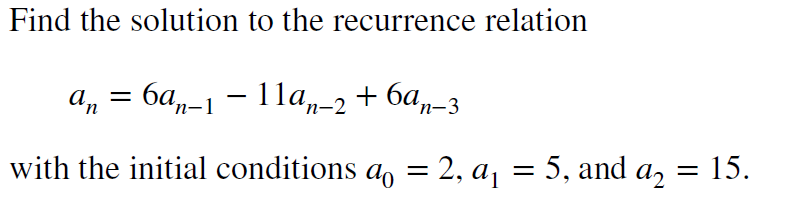 Find the solution to the recurrence relation
aₙ = 6aₙ₋₁ − 11aₙ₋₂ + 6aₙ₋₃
with the initial conditions a₀ = 2, a₁ = 5, and a₂ = 15.